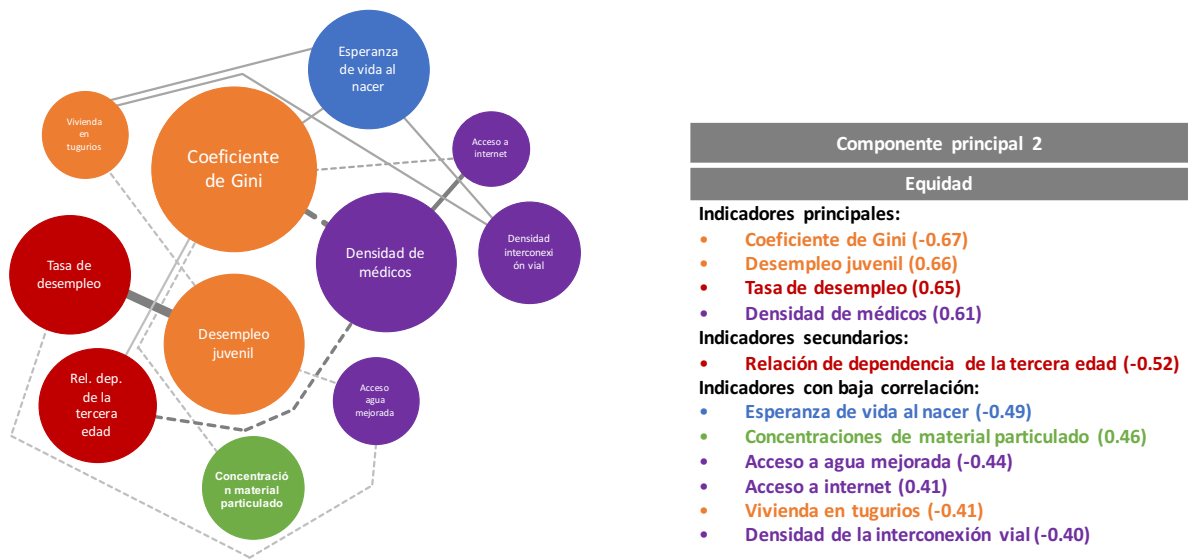 Esperanza
de vida al
nacer
Vivienda
en
tugurios
Coeficiente
de Gini
Acceso a
internet
Densidad
interconexi
ón vial
Densidad de
médicos
Tasa de
desempleo
Desempleo
juvenil
Rel. dep.
de la
tercera
edad
Acceso
agua
mejorada
Concentració
n material
particulado
Componente principal 2
Equidad
Indicadores principales:
• Coeficiente de Gini (-0.67)
• Desempleo juvenil (0.66)
• Tasa de desempleo (0.65)
• Densidad de médicos (0.61)
Indicadores secundarios:
• Relación de dependencia de la tercera edad (-0.52)
Indicadores con baja correlación:
• Esperanza de vida al nacer (-0.49)
• Concentraciones de material particulado (0.46)
• Acceso a agua mejorada (-0.44)
• Acceso a internet (0.41)
• Vivienda en tugurios (-0.41)
• Densidad de la interconexión vial (-0.40)